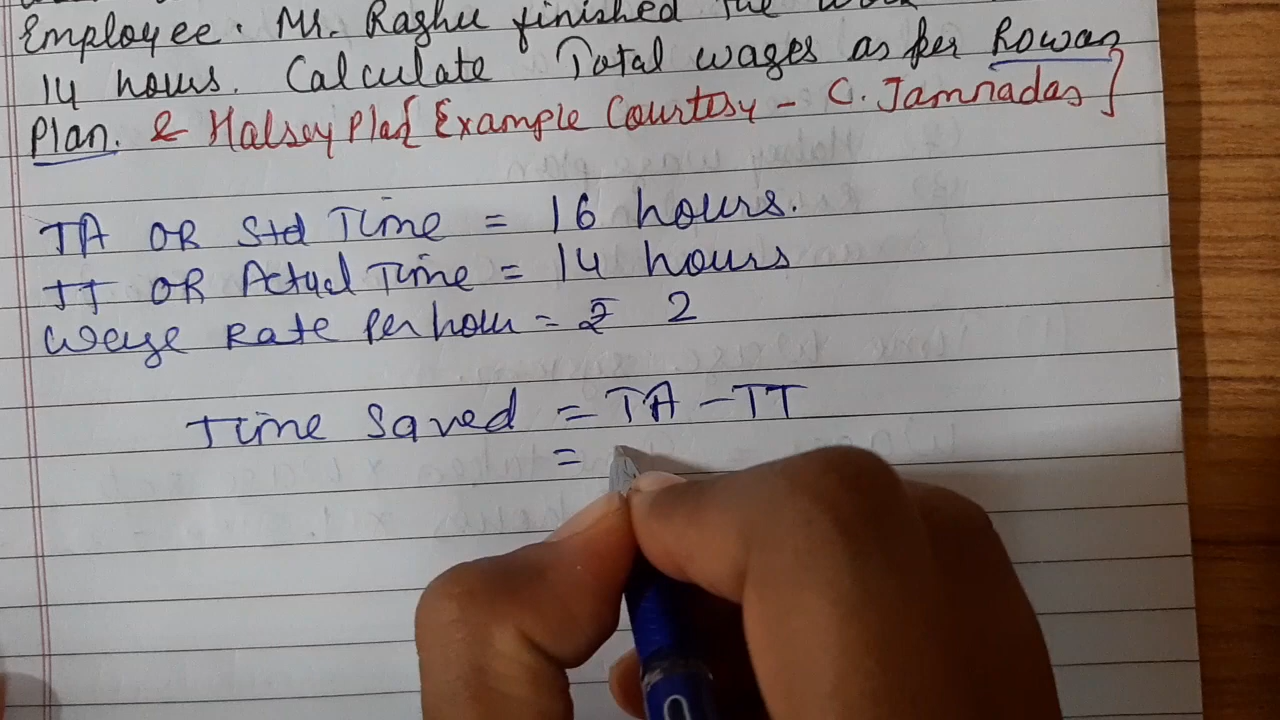 Employee. Mr. Raghu finished the work
14 hours. Calculate Total wages as per Rowan
Plan. & Halsey Plan { Example Courtesy - C. Jamnadas }
TA OR Std Time = 16 hours.
TT OR Actual Time = 14 hours
Wage Rate Per hour = ₹ 2
Time Saved = TA - TT
=